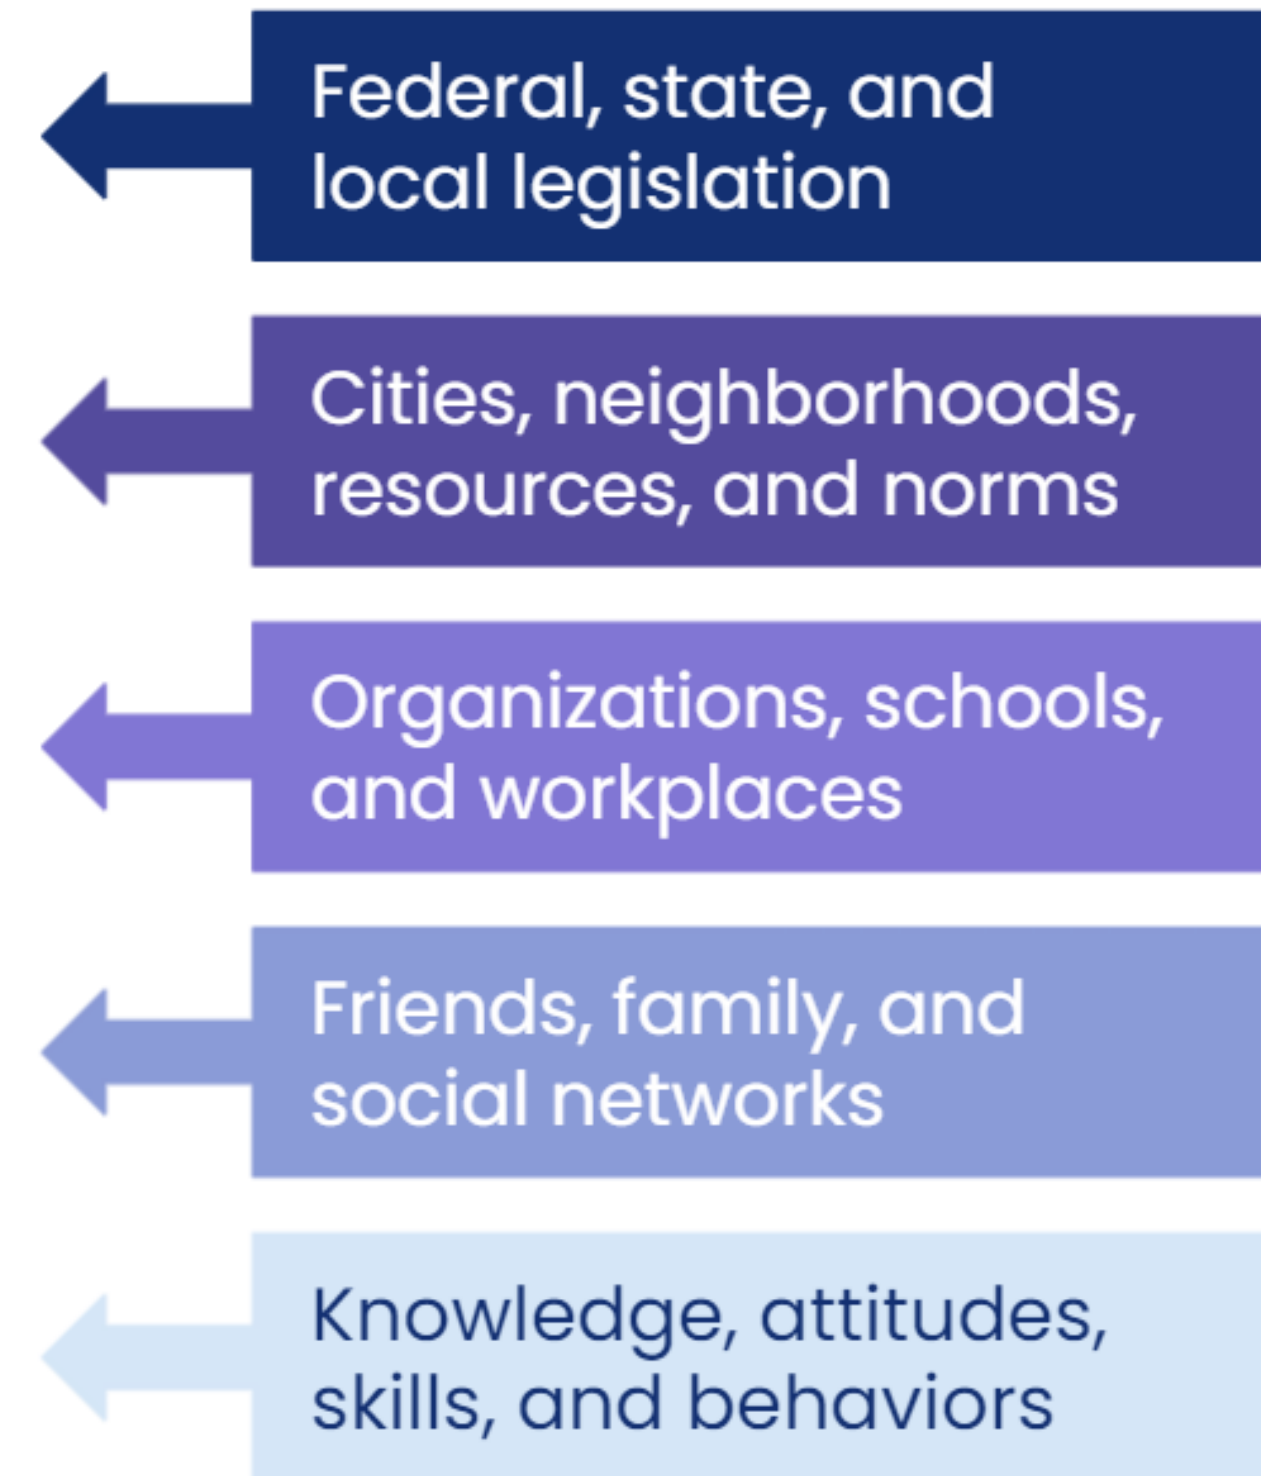 Federal, state, and
local legislation
Cities, neighborhoods,
resources, and norms
Organizations, schools,
and workplaces
Friends, family, and
social networks
Knowledge, attitudes,
skills, and behaviors